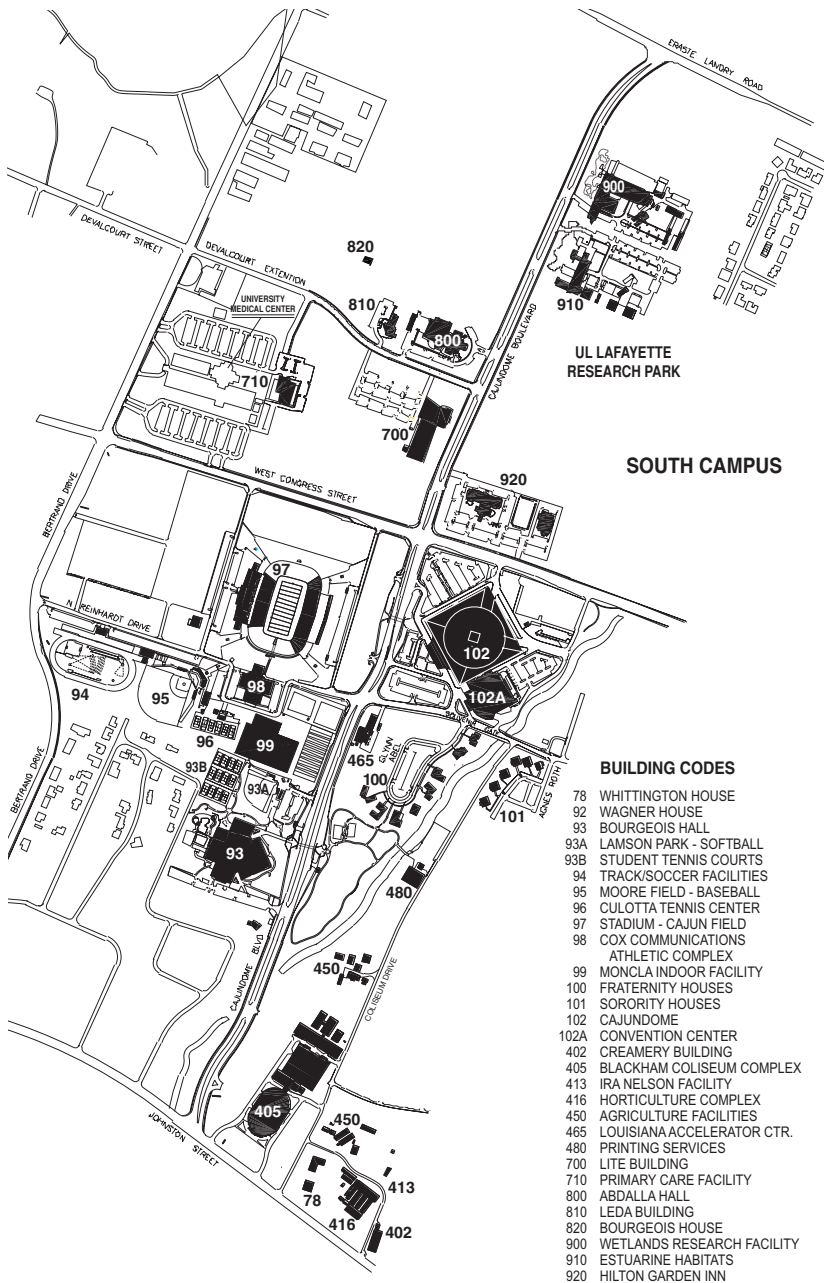 ERASTE LANDRY ROAD
900
DEVALCOURT STREET
820
DEVALCOURT EXTENTION
UNIVERSITY
MEDICAL CENTER
810
910
800
CAJUNDOME BOULEVARD
UL LAFAYETTE
RESEARCH PARK
710
700
SOUTH CAMPUS
WEST CONGRESS STREET
920
BERTRAND DRIVE
97
N REINHARDT DRIVE
102
98
94
95
102A
96
99
465
GLYNN
ABEL
93B
100
93A
AGNES ROTH
101
BERTRAND DRIVE
93
480
CAJUNDOME BLVD
450
COLISEUM DRIVE
405
450
JOHNSTON STREET
413
78
416
402
BUILDING CODES
78 WHITTINGTON HOUSE
92 WAGNER HOUSE
93 BOURGEOIS HALL
93A LAMSON PARK - SOFTBALL
93B STUDENT TENNIS COURTS
94 TRACK/SOCCER FACILITIES
95 MOORE FIELD - BASEBALL
96 CULOTTA TENNIS CENTER
97 STADIUM - CAJUN FIELD
98 COX COMMUNICATIONS
ATHLETIC COMPLEX
99 MONCLA INDOOR FACILITY
100 FRATERNITY HOUSES
101 SORORITY HOUSES
102 CAJUNDOME
102A CONVENTION CENTER
402 CREAMERY BUILDING
405 BLACKHAM COLISEUM COMPLEX
413 IRA NELSON FACILITY
416 HORTICULTURE COMPLEX
450 AGRICULTURE FACILITIES
465 LOUISIANA ACCELERATOR CTR.
480 PRINTING SERVICES
700 LITE BUILDING
710 PRIMARY CARE FACILITY
800 ABDALLA HALL
810 LEDA BUILDING
820 BOURGEOIS HOUSE
900 WETLANDS RESEARCH FACILITY
910 ESTUARINE HABITATS
920 HILTON GARDEN INN